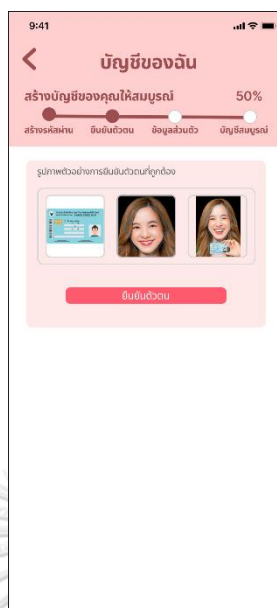 9:41
บัญชีของฉัน
สร้างบัญชีของคุณให้สมบูรณ์ 50%
สร้างรหัสผ่าน ยืนยันตัวตน ข้อมูลส่วนตัว บัญชีสมบูรณ์
รูปภาพตัวอย่างการยืนยันตัวตนที่ถูกต้อง
ยืนยันตัวตน